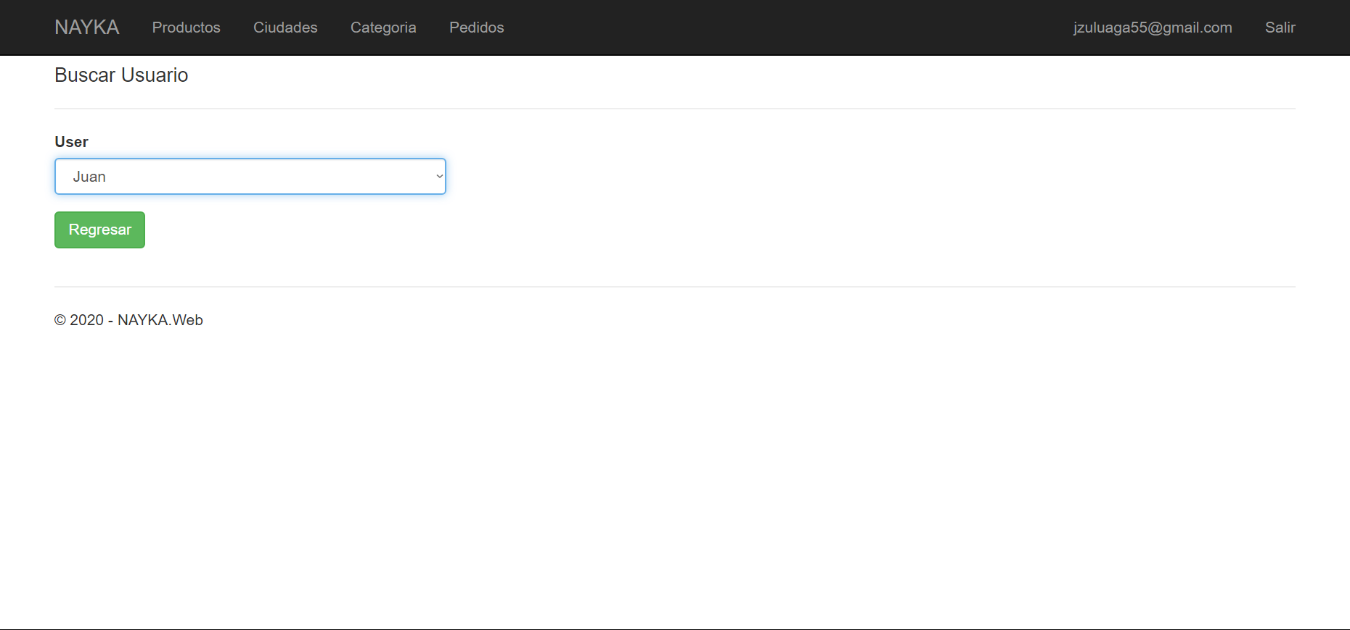 NAYKA Productos Ciudades Categoria Pedidos jzuluaga55@gmail.com Salir
Buscar Usuario
User
Juan
Regresar
© 2020 - NAYKA.Web